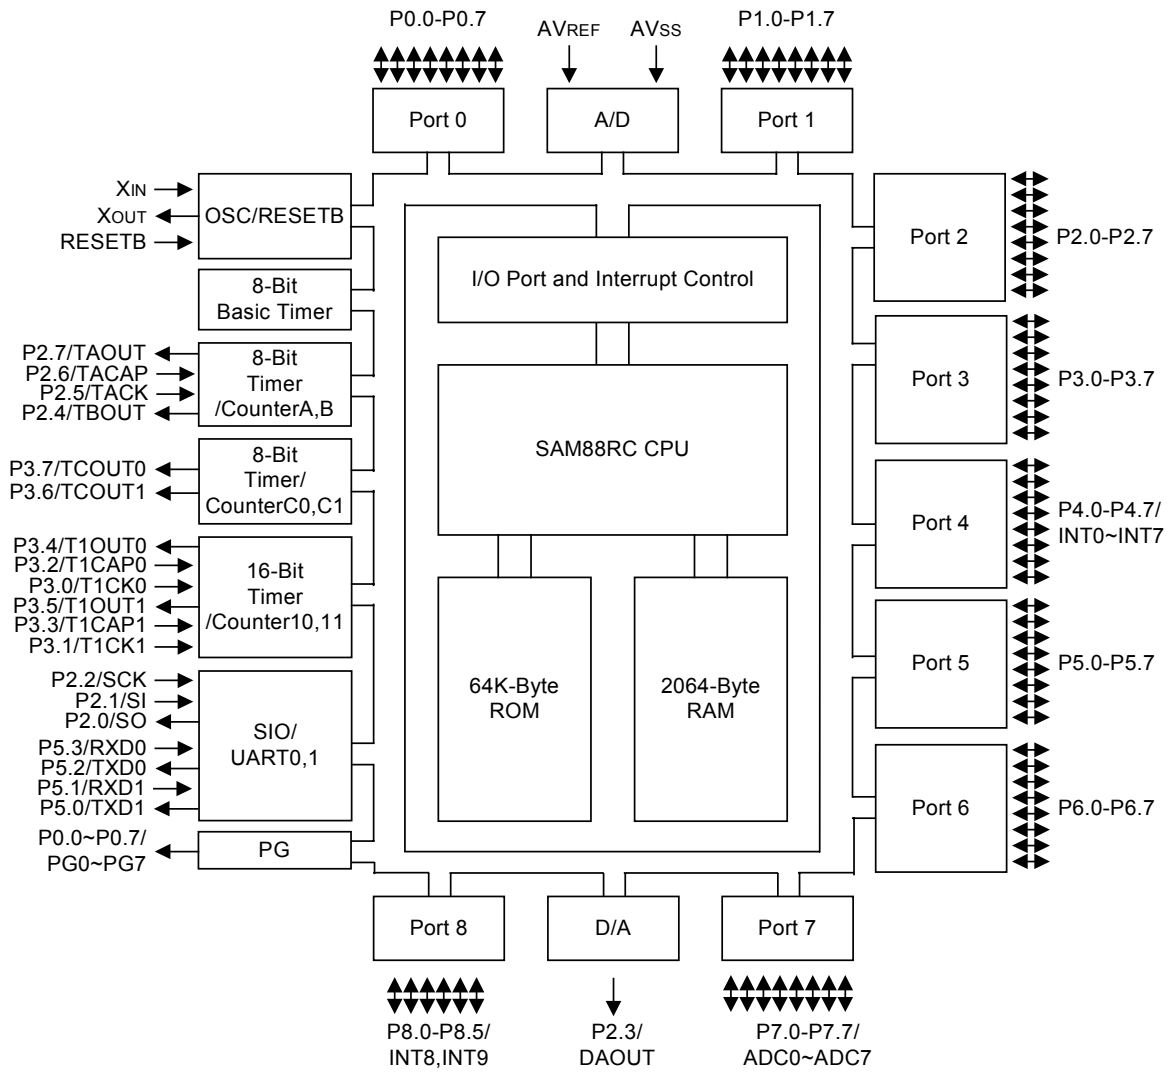 P0.0-P0.7
AVREF
AVSS
P1.0-P1.7
Port 0
A/D
Port 1
XIN
XOUT
RESETB
OSC/RESETB
Port 2
P2.0-P2.7
8-Bit
Basic Timer
I/O Port and Interrupt Control
P2.7/TAOUT
P2.6/TACAP
P2.5/TACK
P2.4/TBOUT
8-Bit
Timer
/CounterA,B
Port 3
P3.0-P3.7
SAM88RC CPU
P3.7/TCOUT0
P3.6/TCOUT1
8-Bit
Timer/
CounterC0,C1
Port 4
P4.0-P4.7/
INT0~INT7
P3.4/T1OUT0
P3.2/T1CAP0
P3.0/T1CK0
P3.5/T1OUT1
P3.3/T1CAP1
P3.1/T1CK1
16-Bit
Timer
/Counter10,11
64K-Byte
ROM
2064-Byte
RAM
Port 5
P5.0-P5.7
P2.2/SCK
P2.1/SI
P2.0/SO
P5.3/RXD0
P5.2/TXD0
P5.1/RXD1
P5.0/TXD1
SIO/
UART0,1
Port 6
P6.0-P6.7
P0.0~P0.7/
PG0~PG7
PG
Port 8
D/A
Port 7
P8.0-P8.5/
INT8,INT9
P2.3/
DAOUT
P7.0-P7.7/
ADC0~ADC7